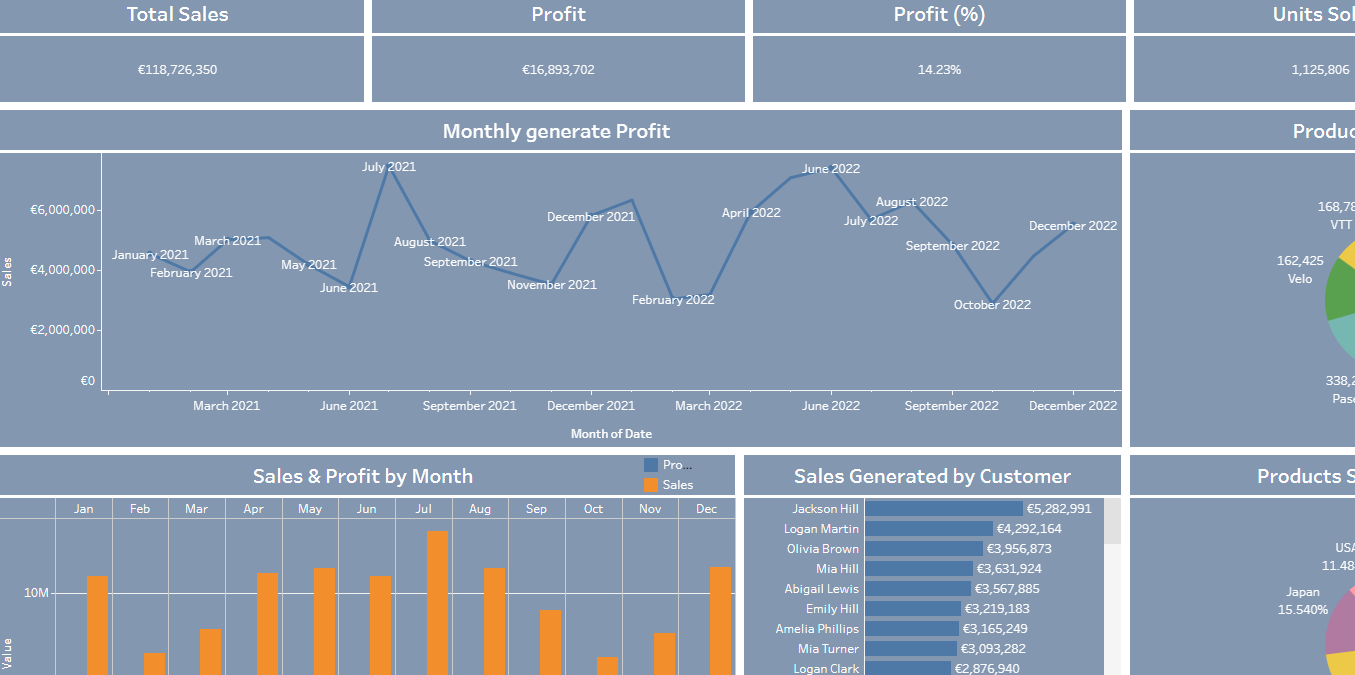 Total Sales
Profit
Profit (%)
Units Sol
€118,726,350
€16,893,702
14.23%
1,125,806
Monthly generate Profit
Sales
€6,000,000
€4,000,000
€2,000,000
€0
January 2021
February 2021
March 2021
May 2021
June 2021
July 2021
August 2021
September 2021
November 2021
December 2021
February 2022
April 2022
June 2022
July 2022
August 2022
September 2022
October 2022
December 2022
March 2021
June 2021
September 2021
December 2021
March 2022
June 2022
September 2022
December 2022
Month of Date
Produc
168,78
VTT
162,425
Velo
338,2
Pase
Sales & Profit by Month
Pro...
Sales
Jan
Feb
Mar
Apr
May
Jun
Jul
Aug
Sep
Oct
Nov
Dec
10M
Value
Sales Generated by Customer
Jackson Hill €5,282,991
Logan Martin €4,292,164
Olivia Brown €3,956,873
Mia Hill €3,631,924
Abigail Lewis €3,567,885
Emily Hill €3,219,183
Amelia Phillips €3,165,249
Mia Turner €3,093,282
Logan Clark €2,876,940
Products S
USA
11.48
Japan
15.540%